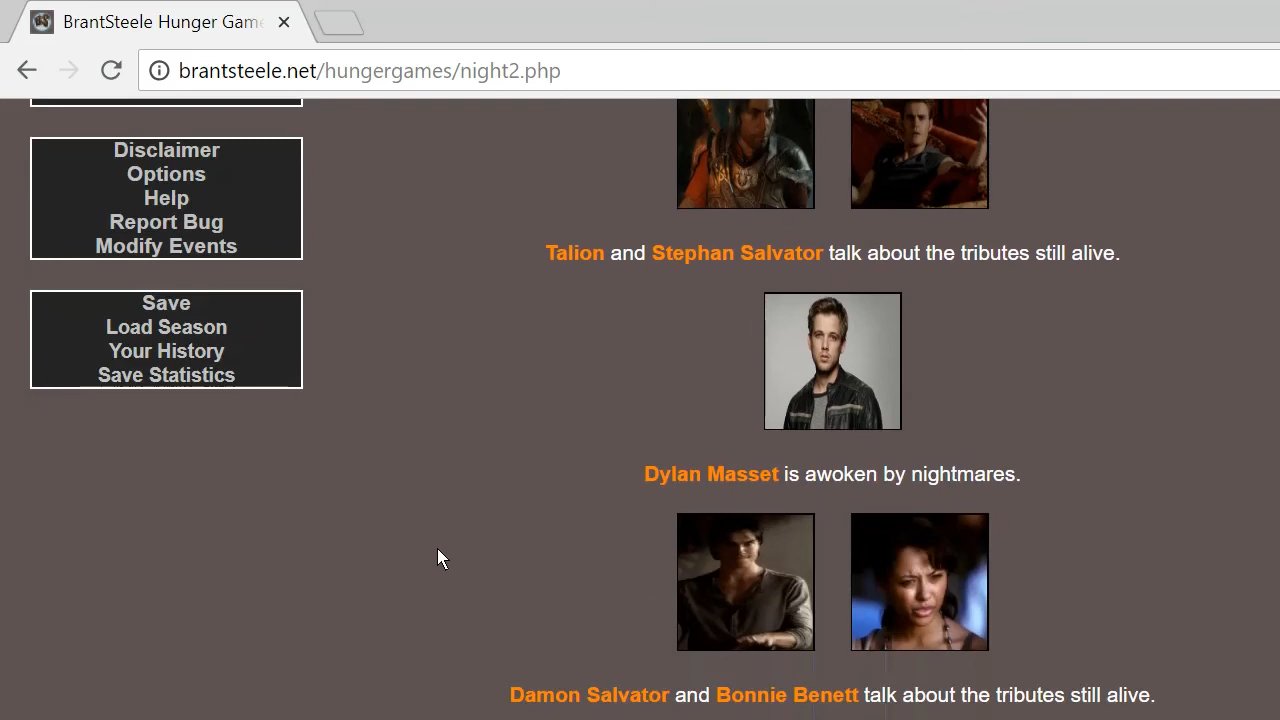 BrantSteele Hunger Game
brantsteele.net/hungergames/night2.php
Disclaimer
Options
Help
Report Bug
Modify Events
Save
Load Season
Your History
Save Statistics
Talion and Stephan Salvator talk about the tributes still alive.
Dylan Masset is awoken by nightmares.
Damon Salvator and Bonnie Benett talk about the tributes still alive.